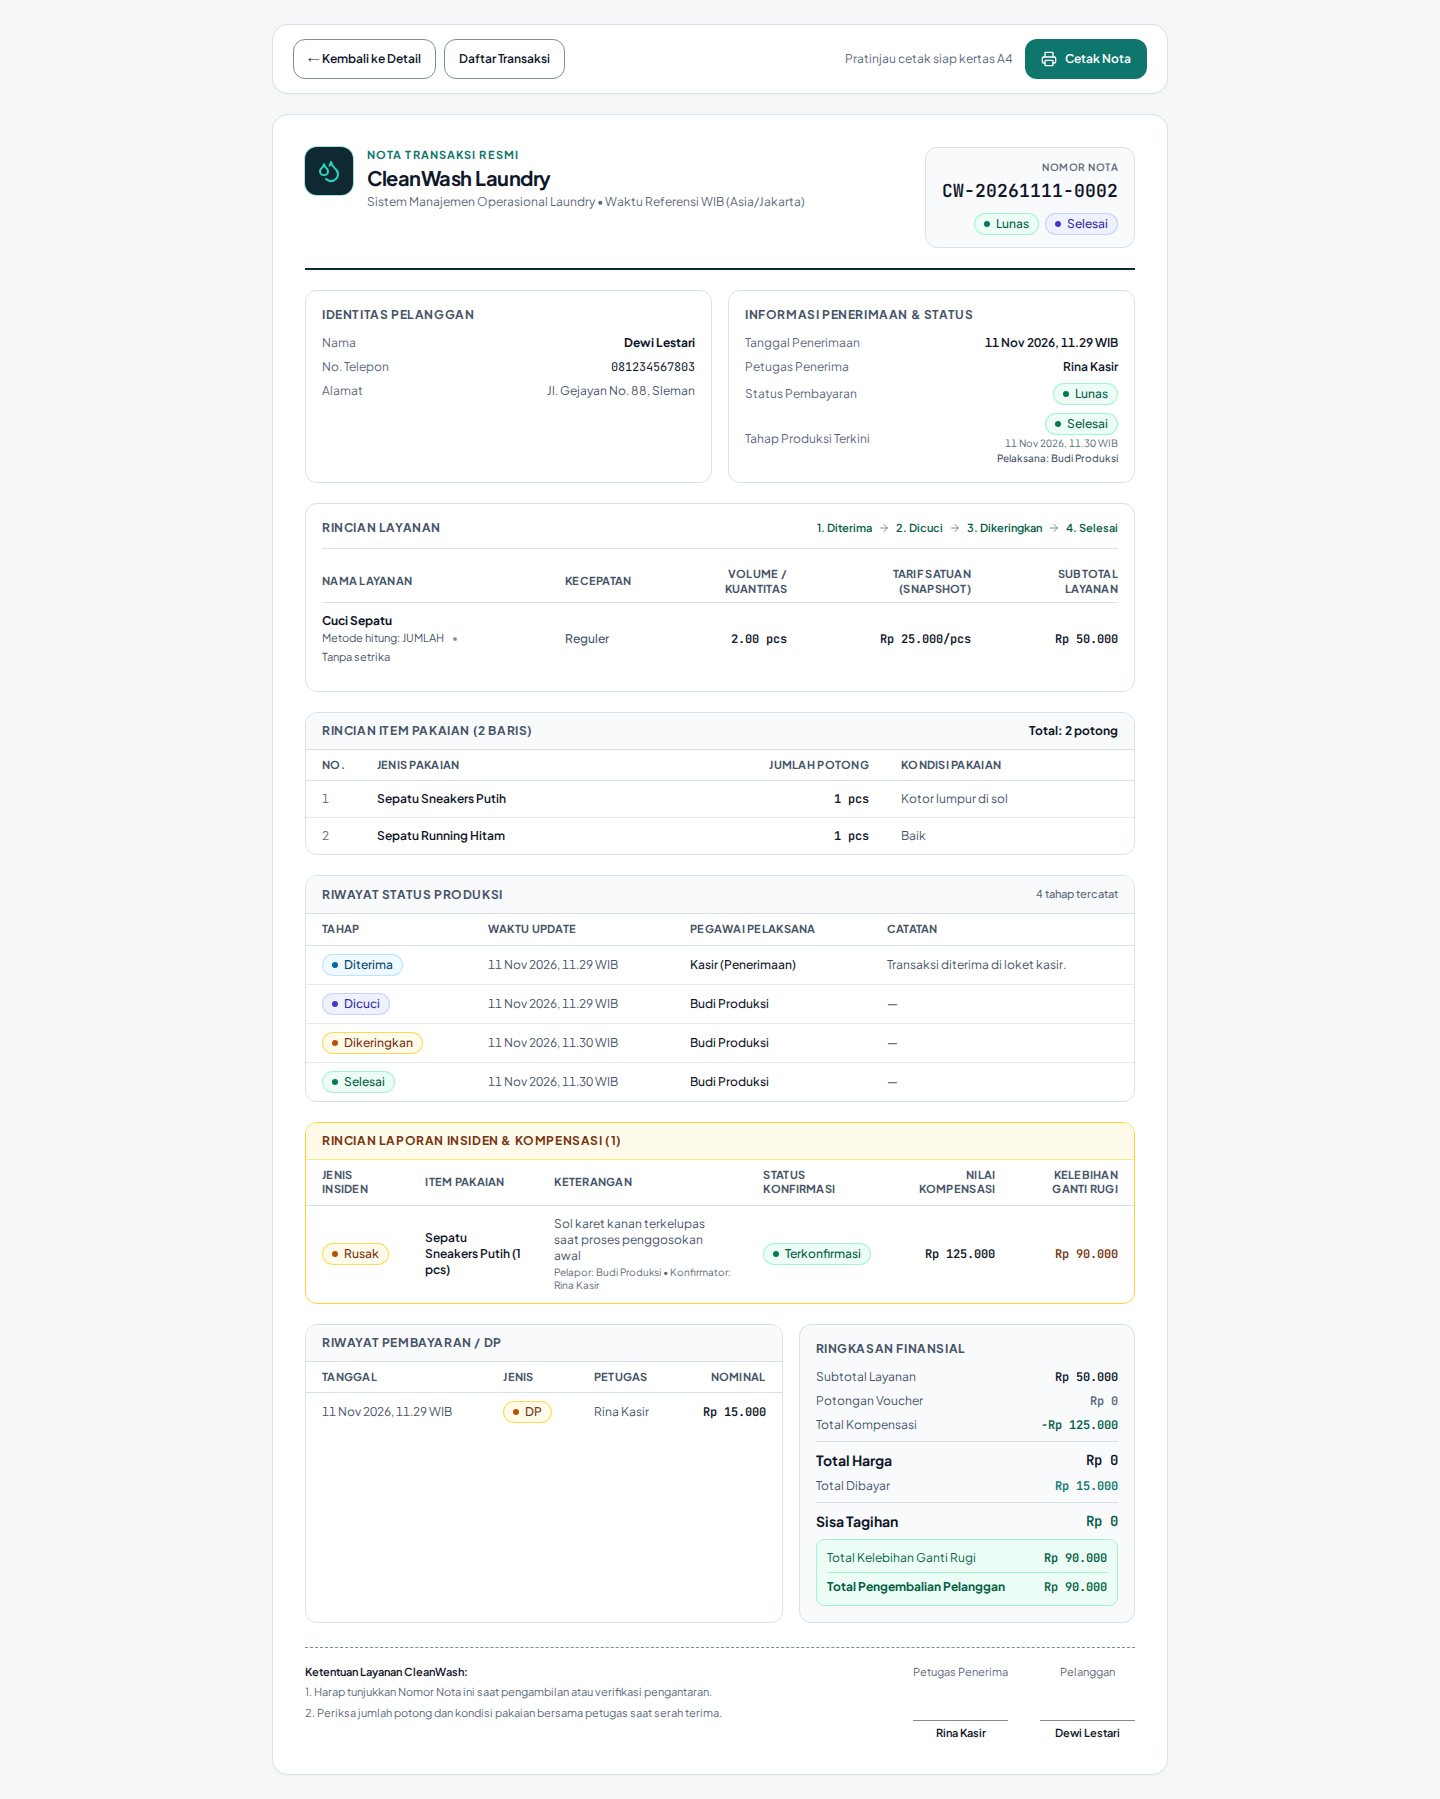 ← Kembali ke Detail
Daftar Transaksi
Pratinjau cetak siap kertas A4
Cetak Nota
NOTA TRANSAKSI RESMI
CleanWash Laundry
Sistem Manajemen Operasional Laundry • Waktu Referensi WIB (Asia/Jakarta)
NOMOR NOTA
CW-20261111-0002
Lunas
Selesai
IDENTITAS PELANGGAN
Nama Dewi Lestari
No. Telepon 081234567803
Alamat Jl. Gejayan No. 88, Sleman
INFORMASI PENERIMAAN & STATUS
Tanggal Penerimaan 11 Nov 2026, 11.29 WIB
Petugas Penerima Rina Kasir
Status Pembayaran Lunas
Tahap Produksi Terkini Selesai
11 Nov 2026, 11.30 WIB
Pelaksana: Budi Produksi
RINCIAN LAYANAN
1. Diterima → 2. Dicuci → 3. Dikeringkan → 4. Selesai
NAMA LAYANAN KECEPATAN VOLUME / KUANTITAS TARIF SATUAN (SNAPSHOT) SUBTOTAL LAYANAN
Cuci Sepatu
Metode hitung: JUMLAH •
Tanpa setrika
Reguler 2.00 pcs Rp 25.000/pcs Rp 50.000
RINCIAN ITEM PAKAIAN (2 BARIS) Total: 2 potong
NO. JENIS PAKAIAN JUMLAH POTONG KONDISI PAKAIAN
1 Sepatu Sneakers Putih 1 pcs Kotor lumpur di sol
2 Sepatu Running Hitam 1 pcs Baik
RIWAYAT STATUS PRODUKSI 4 tahap tercatat
TAHAP WAKTU UPDATE PEGAWAI PELAKSANA CATATAN
Diterima 11 Nov 2026, 11.29 WIB Kasir (Penerimaan) Transaksi diterima di loket kasir.
Dicuci 11 Nov 2026, 11.29 WIB Budi Produksi —
Dikeringkan 11 Nov 2026, 11.30 WIB Budi Produksi —
Selesai 11 Nov 2026, 11.30 WIB Budi Produksi —
RINCIAN LAPORAN INSIDEN & KOMPENSASI (1)
JENIS INSIDEN ITEM PAKAIAN KETERANGAN STATUS KONFIRMASI NILAI KOMPENSASI KELEBIHAN GANTI RUGI
Rusak
Sepatu
Sneakers Putih (1
pcs)
Sol karet kanan terkelupas
saat proses penggosokan
awal
Pelapor: Budi Produksi • Konfirmator:
Rina Kasir
Terkonfirmasi Rp 125.000 Rp 90.000
RIWAYAT PEMBAYARAN / DP
TANGGAL JENIS PETUGAS NOMINAL
11 Nov 2026, 11.29 WIB DP Rina Kasir Rp 15.000
RINGKASAN FINANSIAL
Subtotal Layanan Rp 50.000
Potongan Voucher Rp 0
Total Kompensasi -Rp 125.000
Total Harga Rp 0
Total Dibayar Rp 15.000
Sisa Tagihan Rp 0
Total Kelebihan Ganti Rugi Rp 90.000
Total Pengembalian Pelanggan Rp 90.000
Ketentuan Layanan CleanWash:
1. Harap tunjukkan Nomor Nota ini saat pengambilan atau verifikasi pengantaran.
2. Periksa jumlah potong dan kondisi pakaian bersama petugas saat serah terima.
Petugas Penerima Pelanggan
Rina Kasir Dewi Lestari